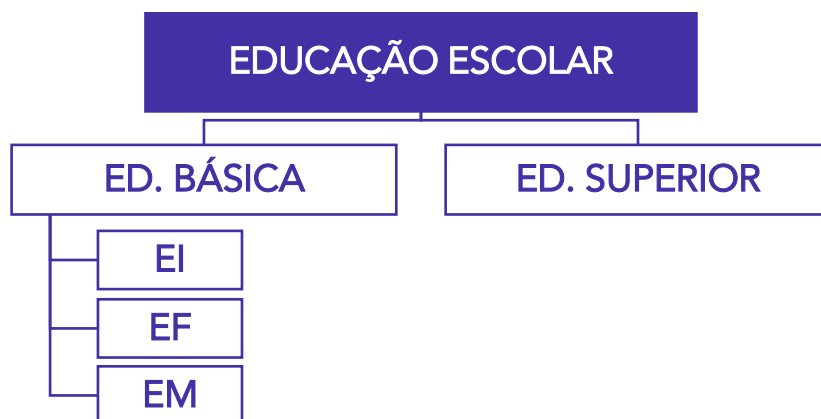 EDUCAÇÃO ESCOLAR
ED. BÁSICA
ED. SUPERIOR
EI
EF
EM